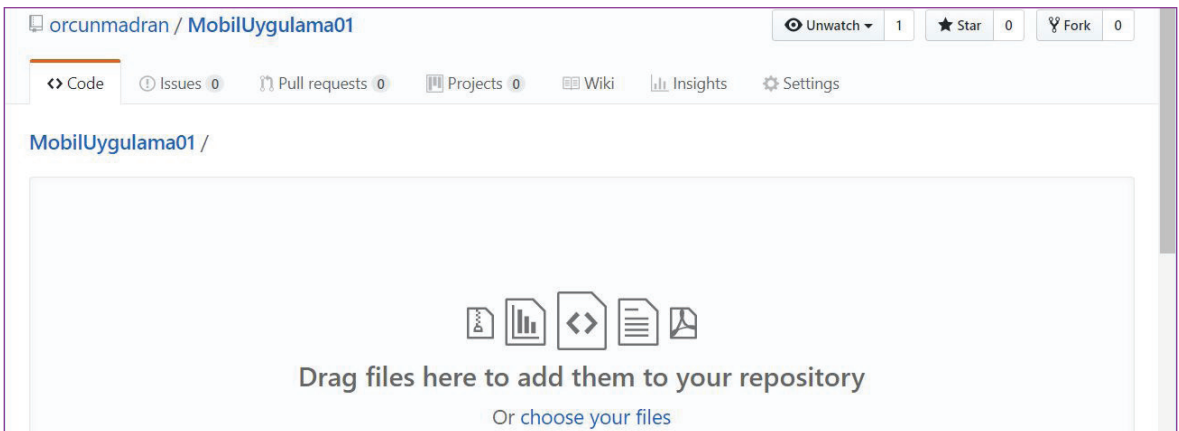 orcunmadran / MobilUygulama01 Unwatch 1 Star 0 Fork 0
Code Issues 0 Pull requests 0 Projects 0 Wiki Insights Settings
MobilUygulama01 /
Drag files here to add them to your repository
Or choose your files